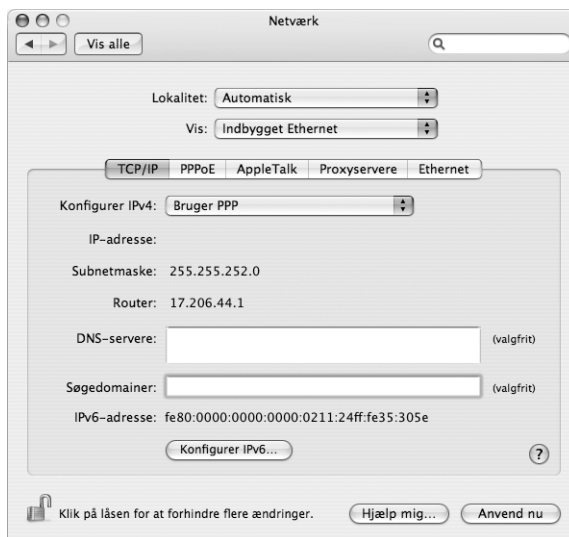 Netværk
Vis alle
Lokalitet: Automatisk
Vis: Indbygget Ethernet
TCP/IP PPPoE AppleTalk Proxyservere Ethernet
Konfigurer IPv4: Bruger PPP
IP-adresse:
Subnetmaske: 255.255.252.0
Router: 17.206.44.1
DNS-servere: (valgfrit)
Søgedomainer: (valgfrit)
IPv6-adresse: fe80:0000:0000:0000:0211:24ff:fe35:305e
Konfigurer IPv6... ?
Klik på låsen for at forhindre flere ændringer. Hjælp mig... Anvend nu